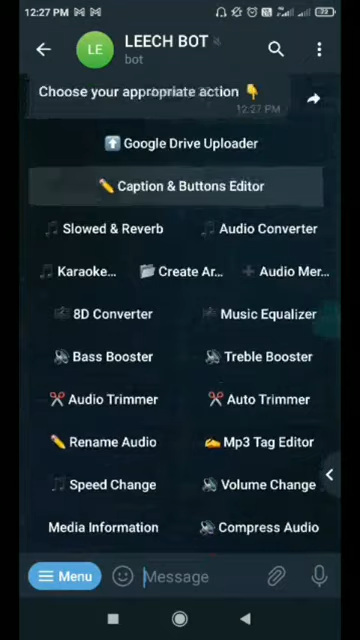 12:27 PM
LE
LEECH BOT
bot
Choose your appropriate action 👇
12:27 PM
⬆️ Google Drive Uploader
✏️ Caption & Buttons Editor
🎵 Slowed & Reverb 🎵 Audio Converter
🎵 Karaoke... 📂 Create Ar... ➕ Audio Mer...
🎼 8D Converter 🎼 Music Equalizer
🔊 Bass Booster 🔊 Treble Booster
✂️ Audio Trimmer ✂️ Auto Trimmer
✏️ Rename Audio ✍️ Mp3 Tag Editor
🎵 Speed Change 🔊 Volume Change
Media Information 🔊 Compress Audio
Menu Message